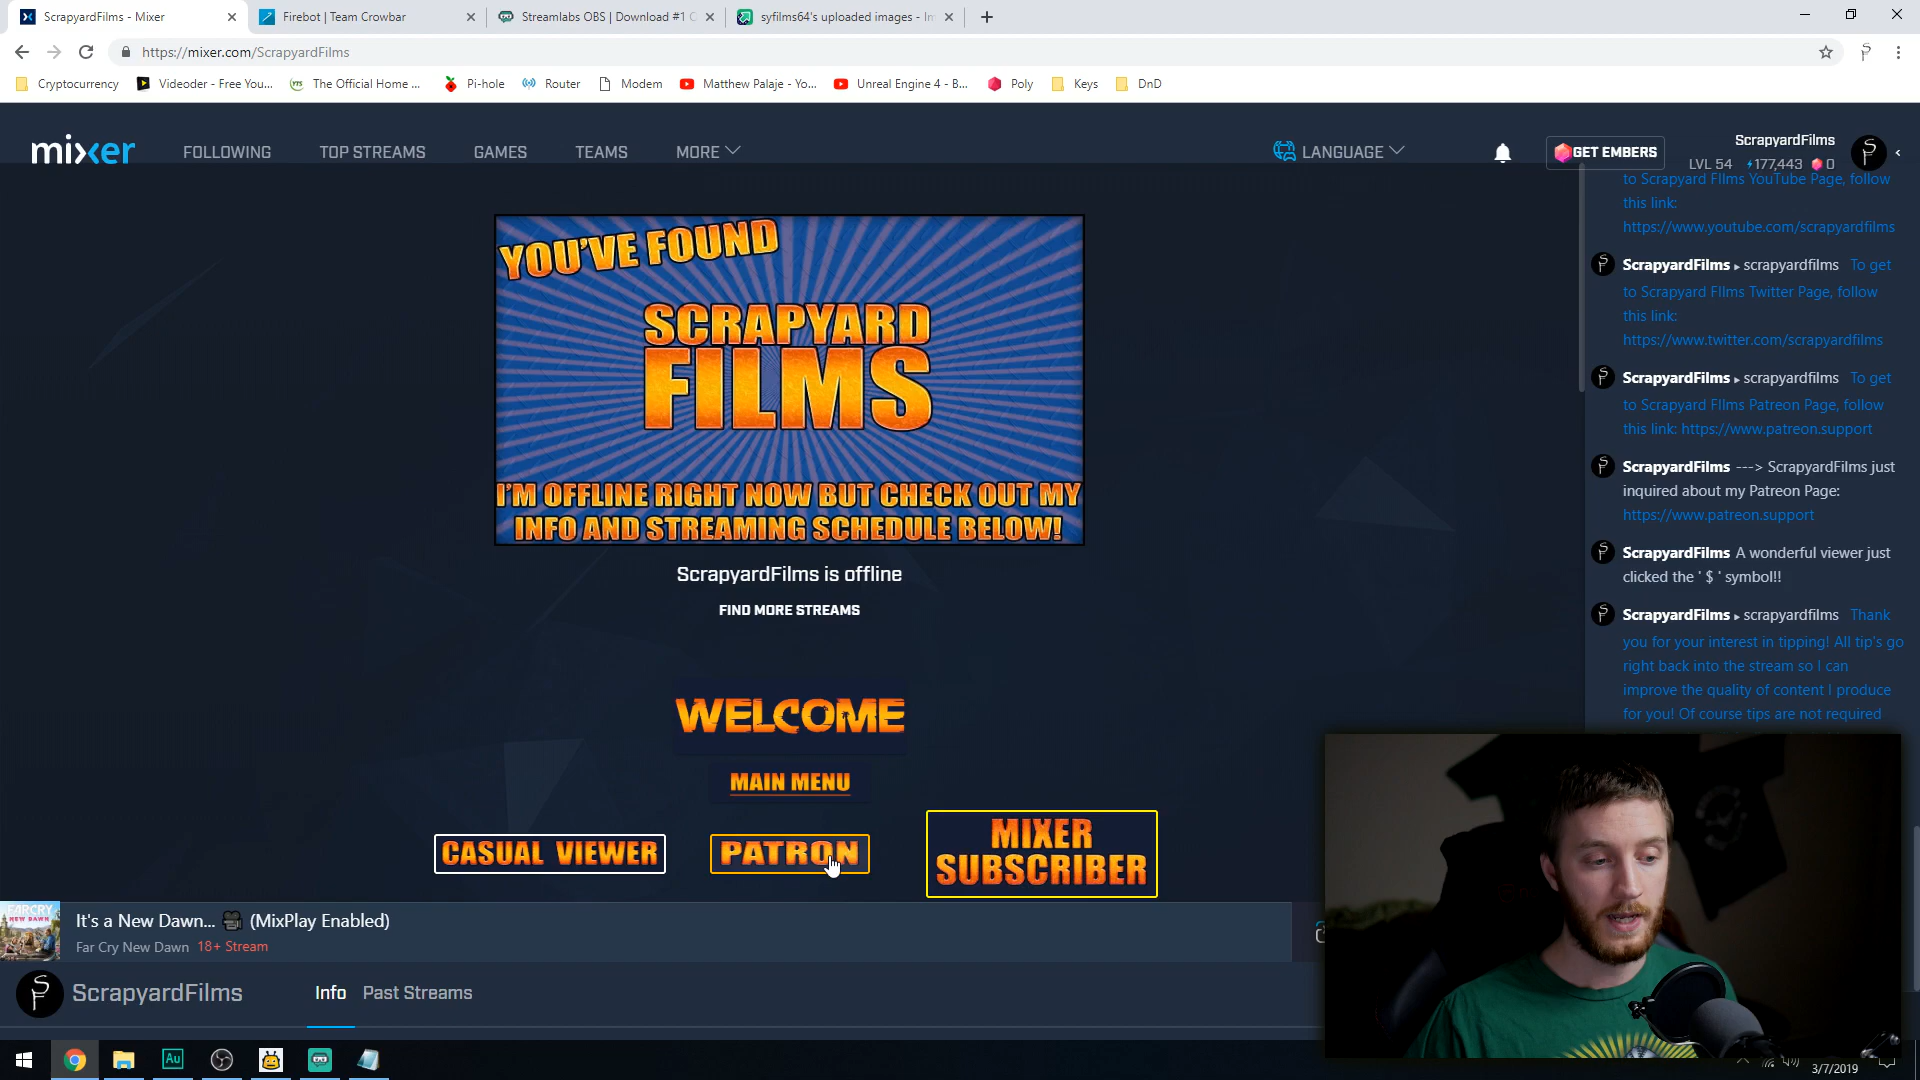 ScrapyardFilms - Mixer
Firebot | Team Crowbar
Streamlabs OBS | Download #1 C
syfilms64's uploaded images - Im
https://mixer.com/ScrapyardFilms
Cryptocurrency
Videoder - Free You...
The Official Home ...
Pi-hole
Router
Modem
Matthew Palaje - Yo...
Unreal Engine 4 - B...
Poly
Keys
DnD
mixer
FOLLOWING
TOP STREAMS
GAMES
TEAMS
MORE
LANGUAGE
GET EMBERS
ScrapyardFilms
LVL 54
177,443
0
YOU'VE FOUND
SCRAPYARD
FILMS
I'M OFFLINE RIGHT NOW BUT CHECK OUT MY
INFO AND STREAMING SCHEDULE BELOW!
ScrapyardFilms is offline
FIND MORE STREAMS
WELCOME
MAIN MENU
CASUAL VIEWER
PATRON
MIXER
SUBSCRIBER
to Scrapyard FIlms YouTube Page, follow
this link:
https://www.youtube.com/scrapyardfilms
ScrapyardFilms ▸ scrapyardfilms To get
to Scrapyard FIlms Twitter Page, follow
this link:
https://www.twitter.com/scrapyardfilms
ScrapyardFilms ▸ scrapyardfilms To get
to Scrapyard FIlms Patreon Page, follow
this link: https://www.patreon.support
ScrapyardFilms ---> ScrapyardFilms just
inquired about my Patreon Page:
https://www.patreon.support
ScrapyardFilms A wonderful viewer just
clicked the ' $ ' symbol!!
ScrapyardFilms ▸ scrapyardfilms Thank
you for your interest in tipping! All tip's go
right back into the stream so I can
improve the quality of content I produce
for you! Of course tips are not required
It's a New Dawn... 🎥 (MixPlay Enabled)
Far Cry New Dawn 18+ Stream
FARCRY
NEW DAWN
ScrapyardFilms
Info
Past Streams
Au
3/7/2019